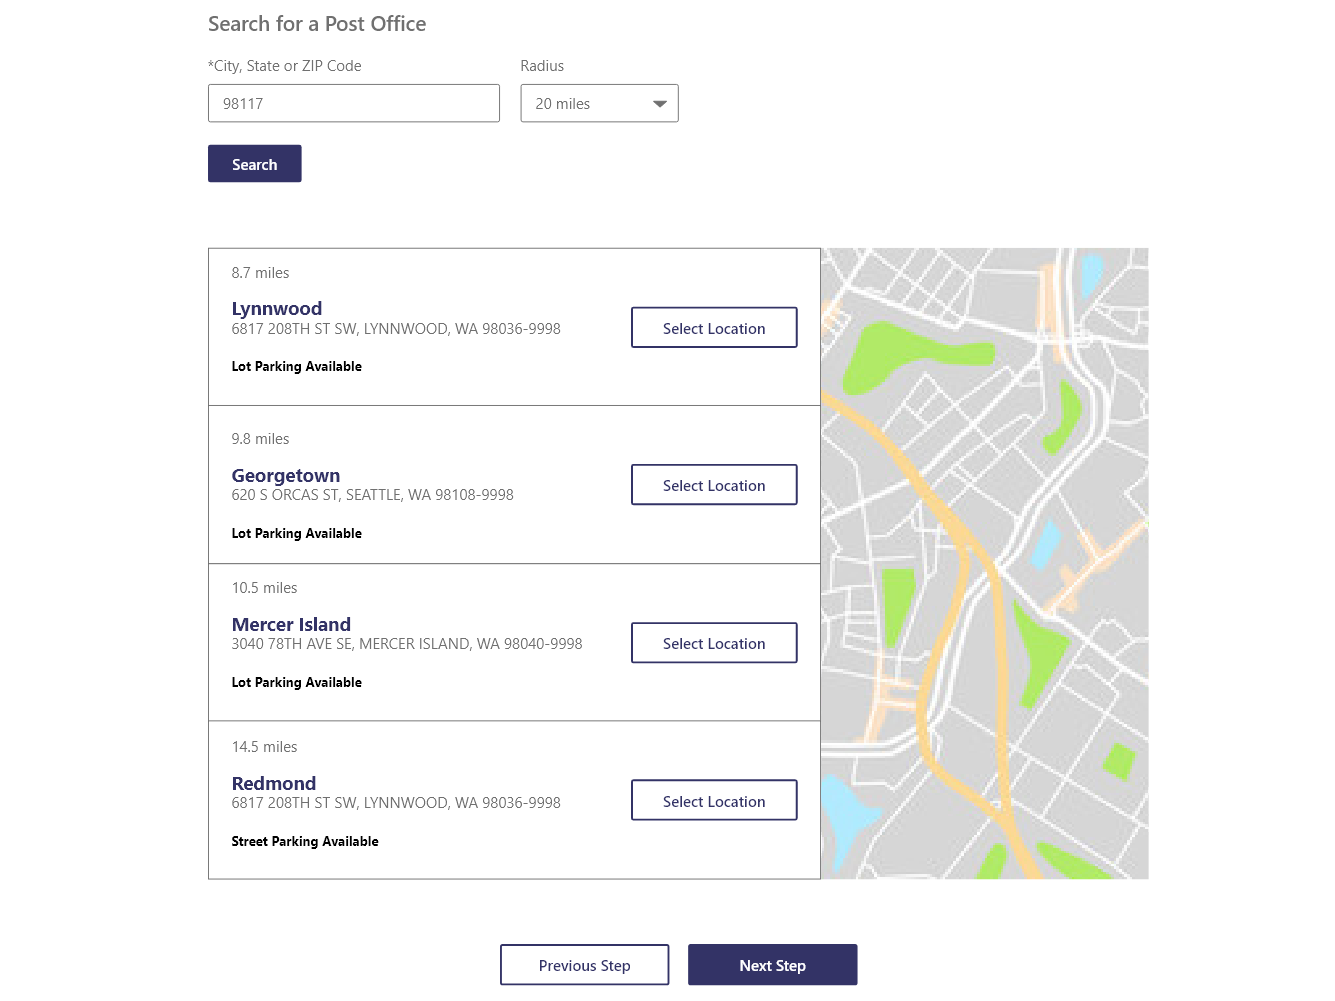 Search for a Post Office
*City, State or ZIP Code
Radius
98117
20 miles
Search
8.7 miles
Lynnwood
6817 208TH ST SW, LYNNWOOD, WA 98036-9998
Select Location
Lot Parking Available
9.8 miles
Georgetown
620 S ORCAS ST, SEATTLE, WA 98108-9998
Select Location
Lot Parking Available
10.5 miles
Mercer Island
3040 78TH AVE SE, MERCER ISLAND, WA 98040-9998
Select Location
Lot Parking Available
14.5 miles
Redmond
6817 208TH ST SW, LYNNWOOD, WA 98036-9998
Select Location
Street Parking Available
Previous Step
Next Step